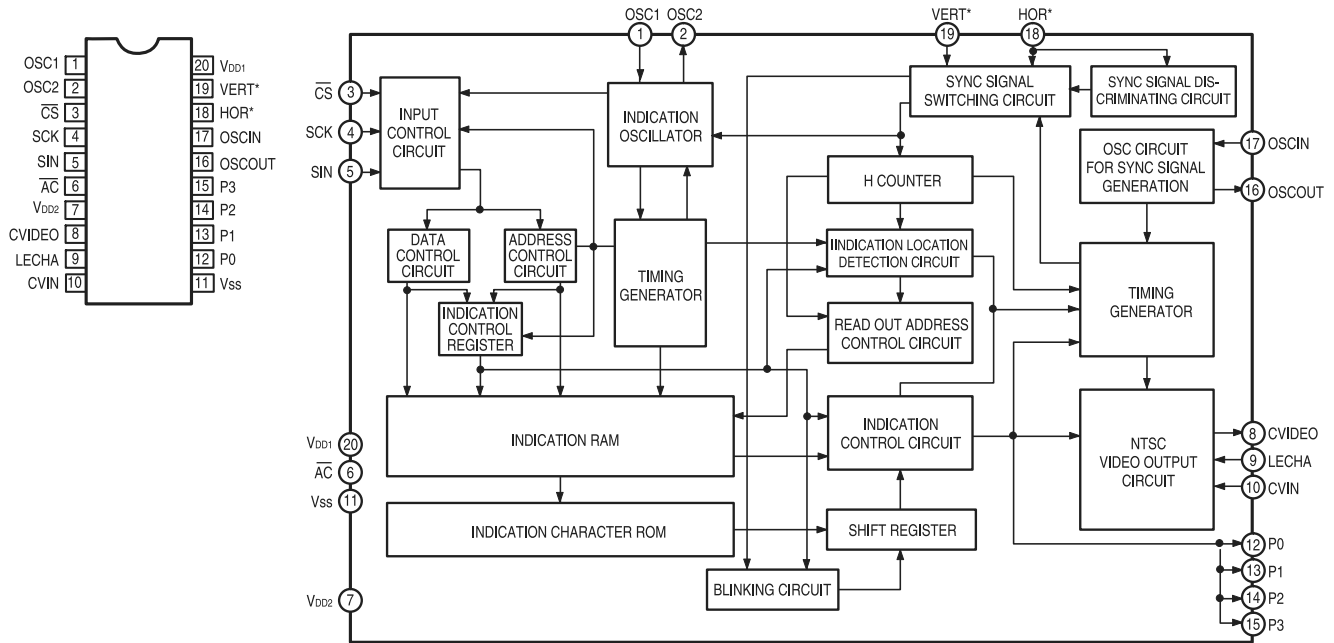 OSC1 1
OSC2 2
CS 3
SCK 4
SIN 5
AC 6
VDD2 7
CVIDEO 8
LECHA 9
CVIN 10
20 VDD1
19 VERT*
18 HOR*
17 OSCIN
16 OSCOUT
15 P3
14 P2
13 P1
12 P0
11 Vss
OSC1 OSC2
1 2
VERT* HOR*
19 18
CS 3
SCK 4
SIN 5
INPUT
CONTROL
CIRCUIT
INDICATION
OSCILLATOR
SYNC SIGNAL
SWITCHING CIRCUIT
SYNC SIGNAL DIS-
CRIMINATING CIRCUIT
OSC CIRCUIT
FOR SYNC SIGNAL
GENERATION
17 OSCIN
16 OSCOUT
H COUNTER
DATA
CONTROL
CIRCUIT
ADDRESS
CONTROL
CIRCUIT
TIMING
GENERATOR
IINDICATION LOCATION
DETECTION CIRCUIT
TIMING
GENERATOR
INDICATION
CONTROL
REGISTER
READ OUT ADDRESS
CONTROL CIRCUIT
INDICATION RAM
INDICATION
CONTROL CIRCUIT
NTSC
VIDEO OUTPUT
CIRCUIT
8 CVIDEO
9 LECHA
10 CVIN
VDD1 20
AC 6
Vss 11
INDICATION CHARACTER ROM
SHIFT REGISTER
BLINKING CIRCUIT
VDD2 7
12 P0
13 P1
14 P2
15 P3